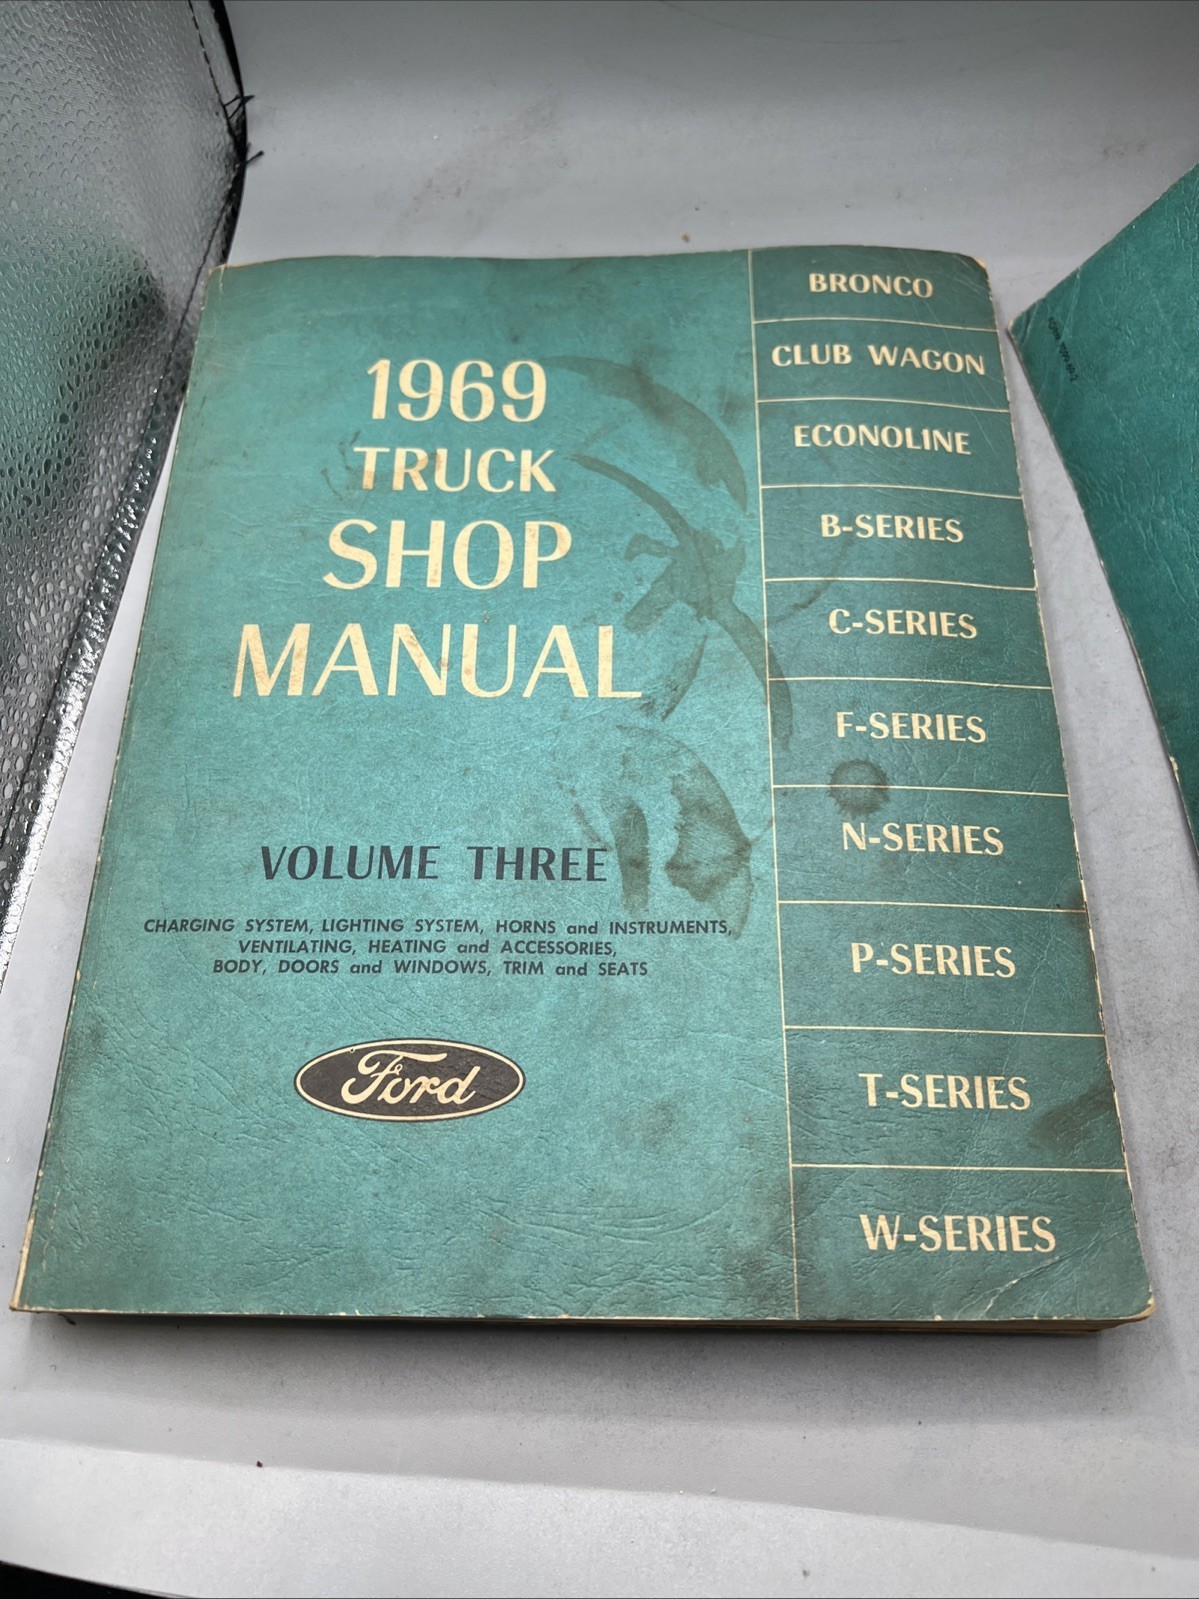 1969
TRUCK
SHOP
MANUAL
VOLUME THREE
CHARGING SYSTEM, LIGHTING SYSTEM, HORNS and INSTRUMENTS,
VENTILATING, HEATING and ACCESSORIES,
BODY, DOORS and WINDOWS, TRIM and SEATS
Ford
BRONCO
CLUB WAGON
ECONOLINE
B-SERIES
C-SERIES
F-SERIES
N-SERIES
P-SERIES
T-SERIES
W-SERIES